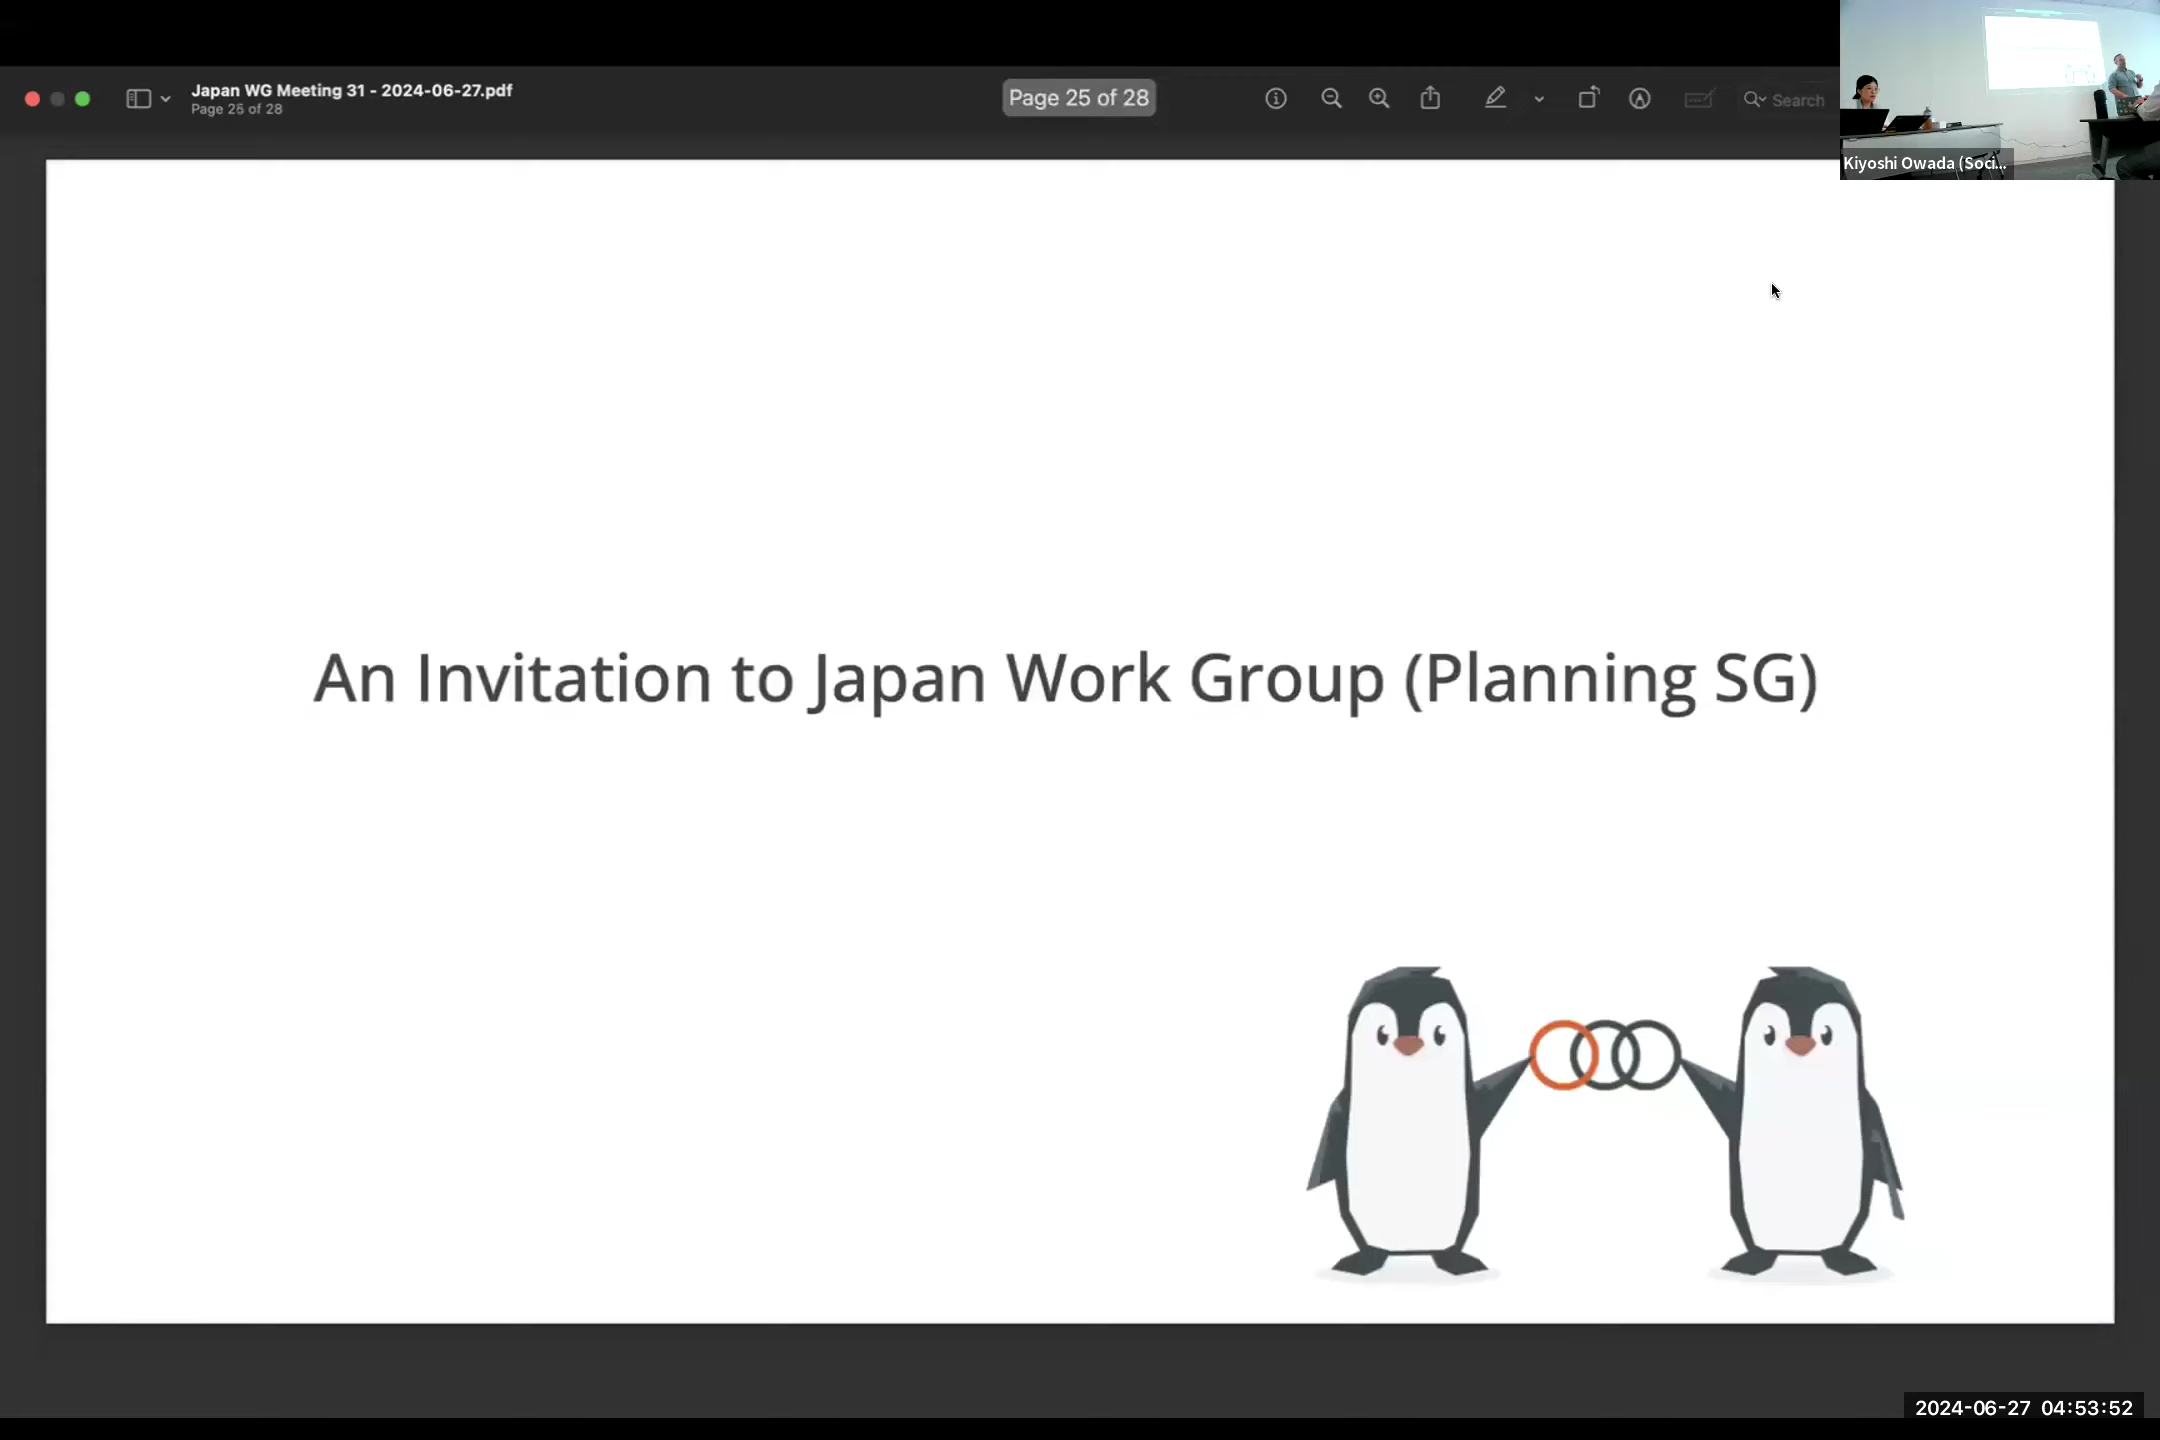 Japan WG Meeting 31 - 2024-06-27.pdf
Page 25 of 28
Page 25 of 28
Search
Kiyoshi Owada (Soci...
An Invitation to Japan Work Group (Planning SG)
2024-06-27 04:53:52